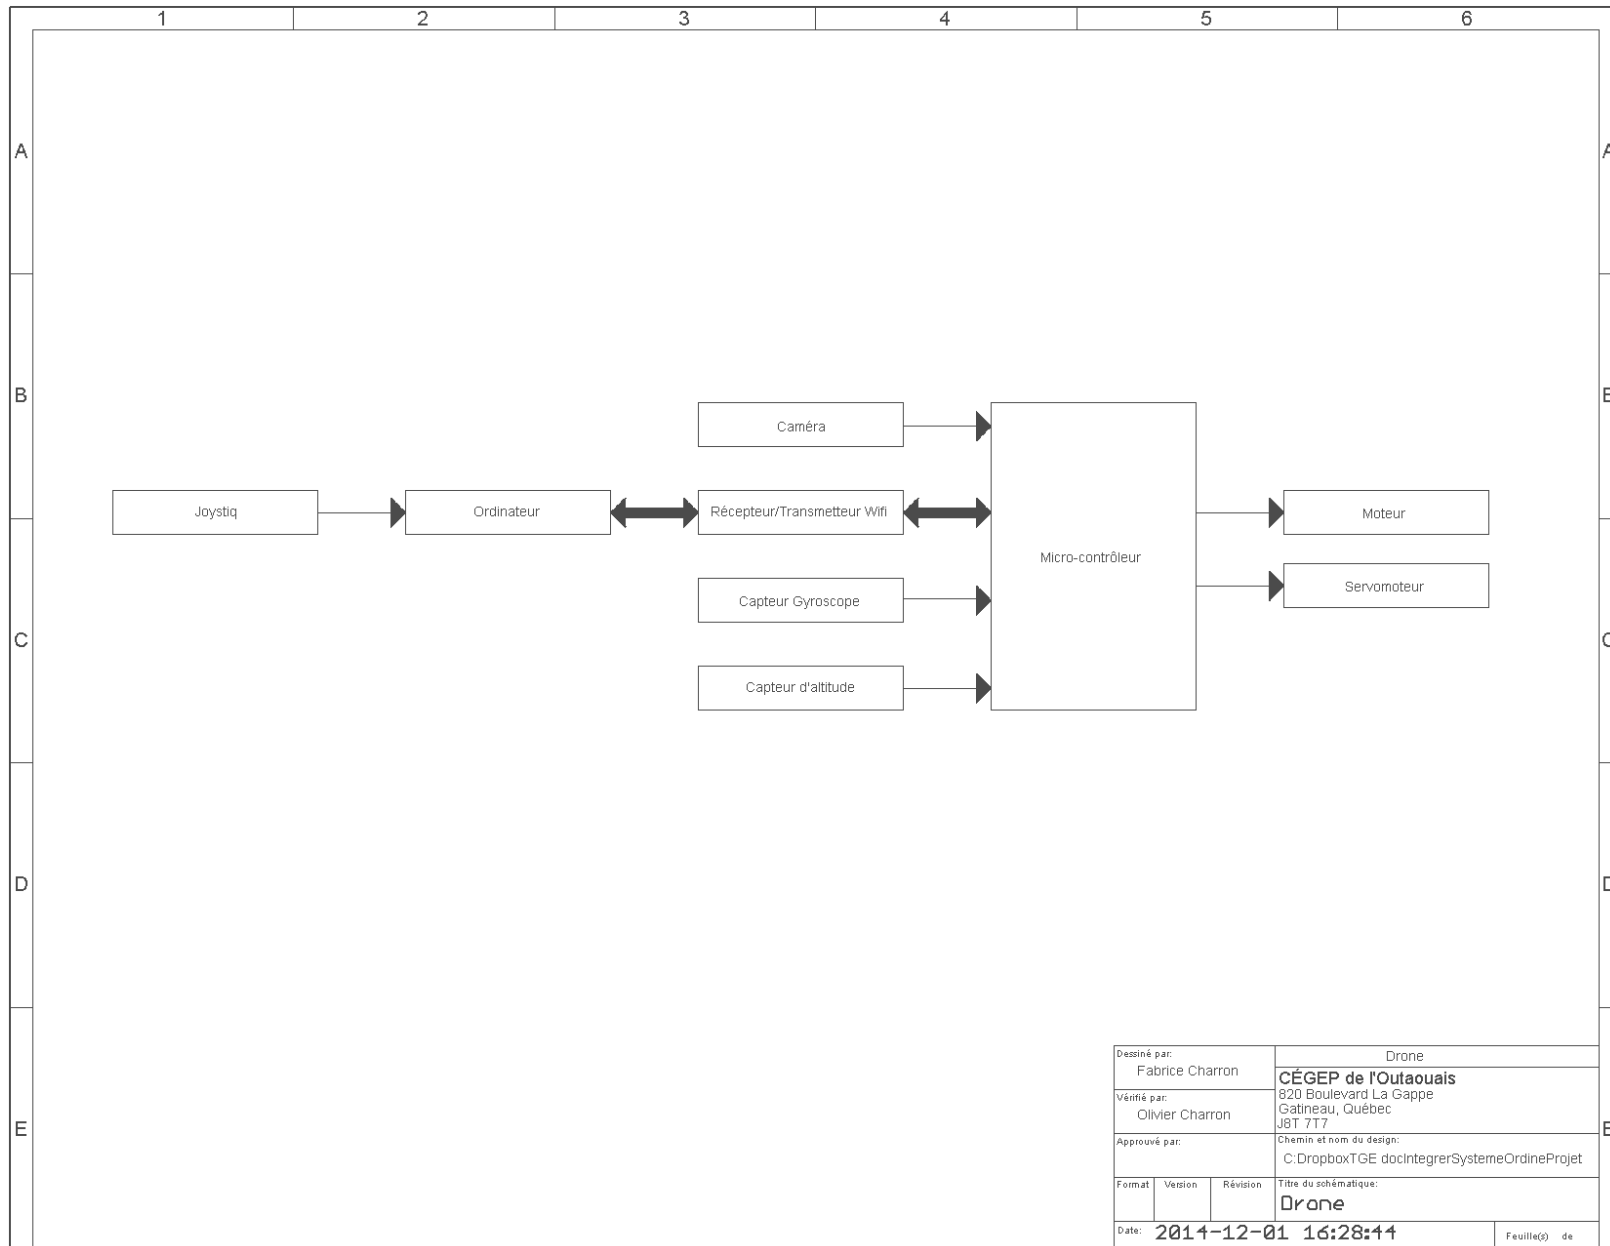 1 2 3 4 5 6
A A
B B
Caméra
Joystiq Ordinateur Récepteur/Transmetteur Wifi Moteur
Micro-contrôleur
Servomoteur
Capteur Gyroscope
C C
Capteur d'altitude
D D
E E
Dessiné par:
Fabrice Charron
Drone
CÉGEP de l'Outaouais
820 Boulevard La Gappe
Gatineau, Québec
J8T 7T7
Vérifié par:
Olivier Charron
Approuvé par:
Chemin et nom du design:
C:DropboxTGE docIntegrerSystemeOrdineProjet
Format Version Révision
Titre du schématique:
Drone
Date: 2014-12-01 16:28:44
Feuille(s) de